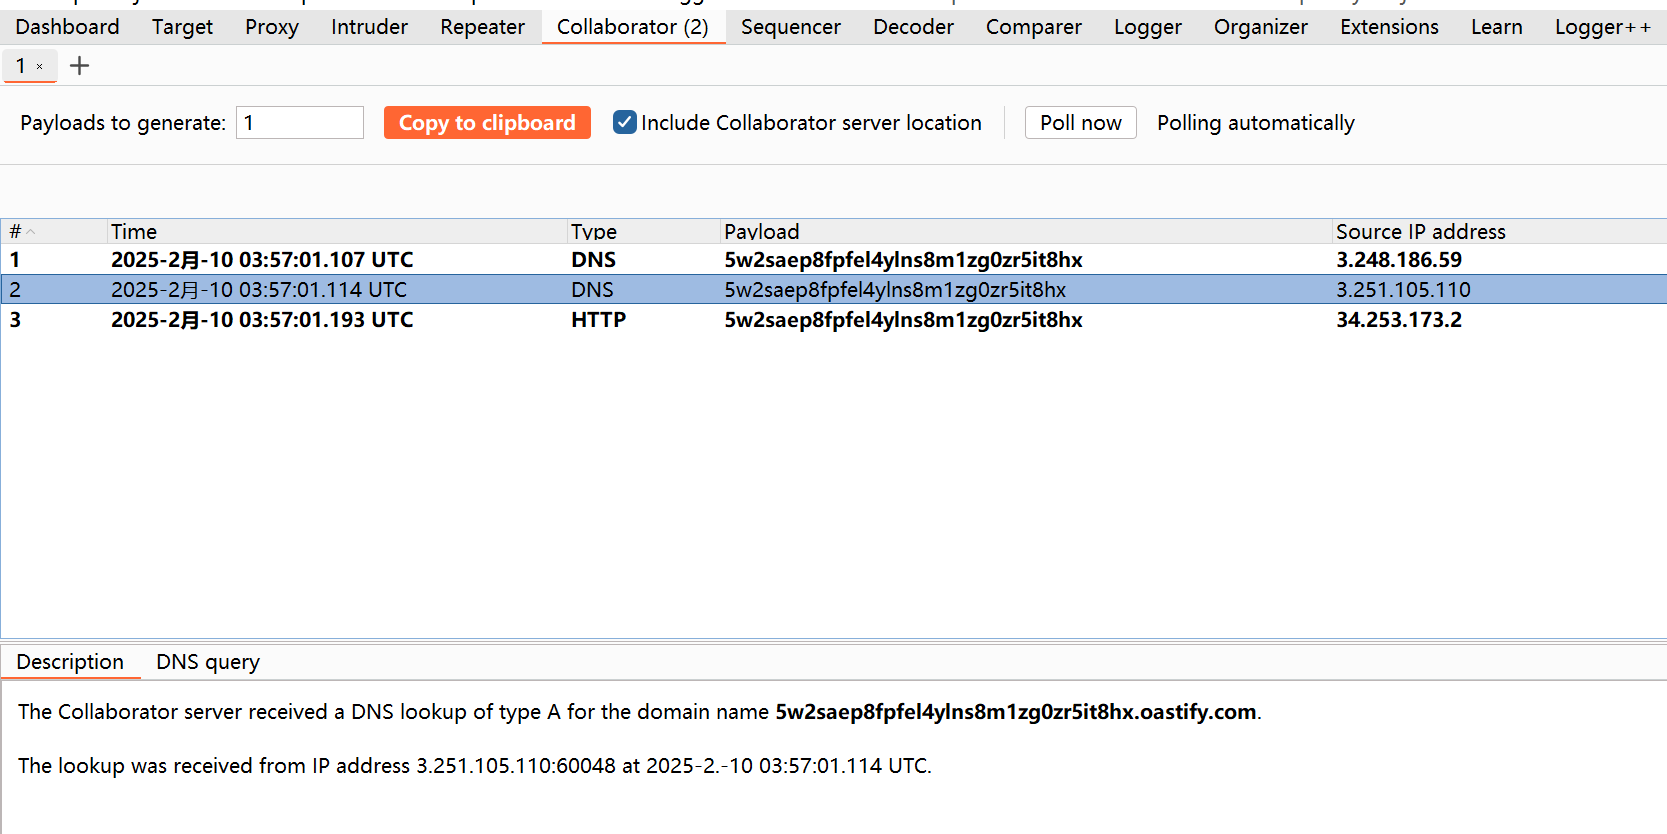 Dashboard Target Proxy Intruder Repeater Collaborator (2) Sequencer Decoder Comparer Logger Organizer Extensions Learn Logger++
1 × +
Payloads to generate: 1 Copy to clipboard Include Collaborator server location Poll now Polling automatically
# Time Type Payload Source IP address
1 2025-2月-10 03:57:01.107 UTC DNS 5w2saep8fpfel4ylns8m1zg0zr5it8hx 3.248.186.59
2 2025-2月-10 03:57:01.114 UTC DNS 5w2saep8fpfel4ylns8m1zg0zr5it8hx 3.251.105.110
3 2025-2月-10 03:57:01.193 UTC HTTP 5w2saep8fpfel4ylns8m1zg0zr5it8hx 34.253.173.2
Description DNS query
The Collaborator server received a DNS lookup of type A for the domain name 5w2saep8fpfel4ylns8m1zg0zr5it8hx.oastify.com.
The lookup was received from IP address 3.251.105.110:60048 at 2025-2.-10 03:57:01.114 UTC.